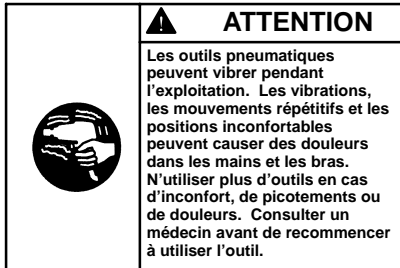 ATTENTION
Les outils pneumatiques
peuvent vibrer pendant
l'exploitation. Les vibrations,
les mouvements répétitifs et les
positions inconfortables
peuvent causer des douleurs
dans les mains et les bras.
N'utiliser plus d'outils en cas
d'inconfort, de picotements ou
de douleurs. Consulter un
médecin avant de recommencer
à utiliser l'outil.